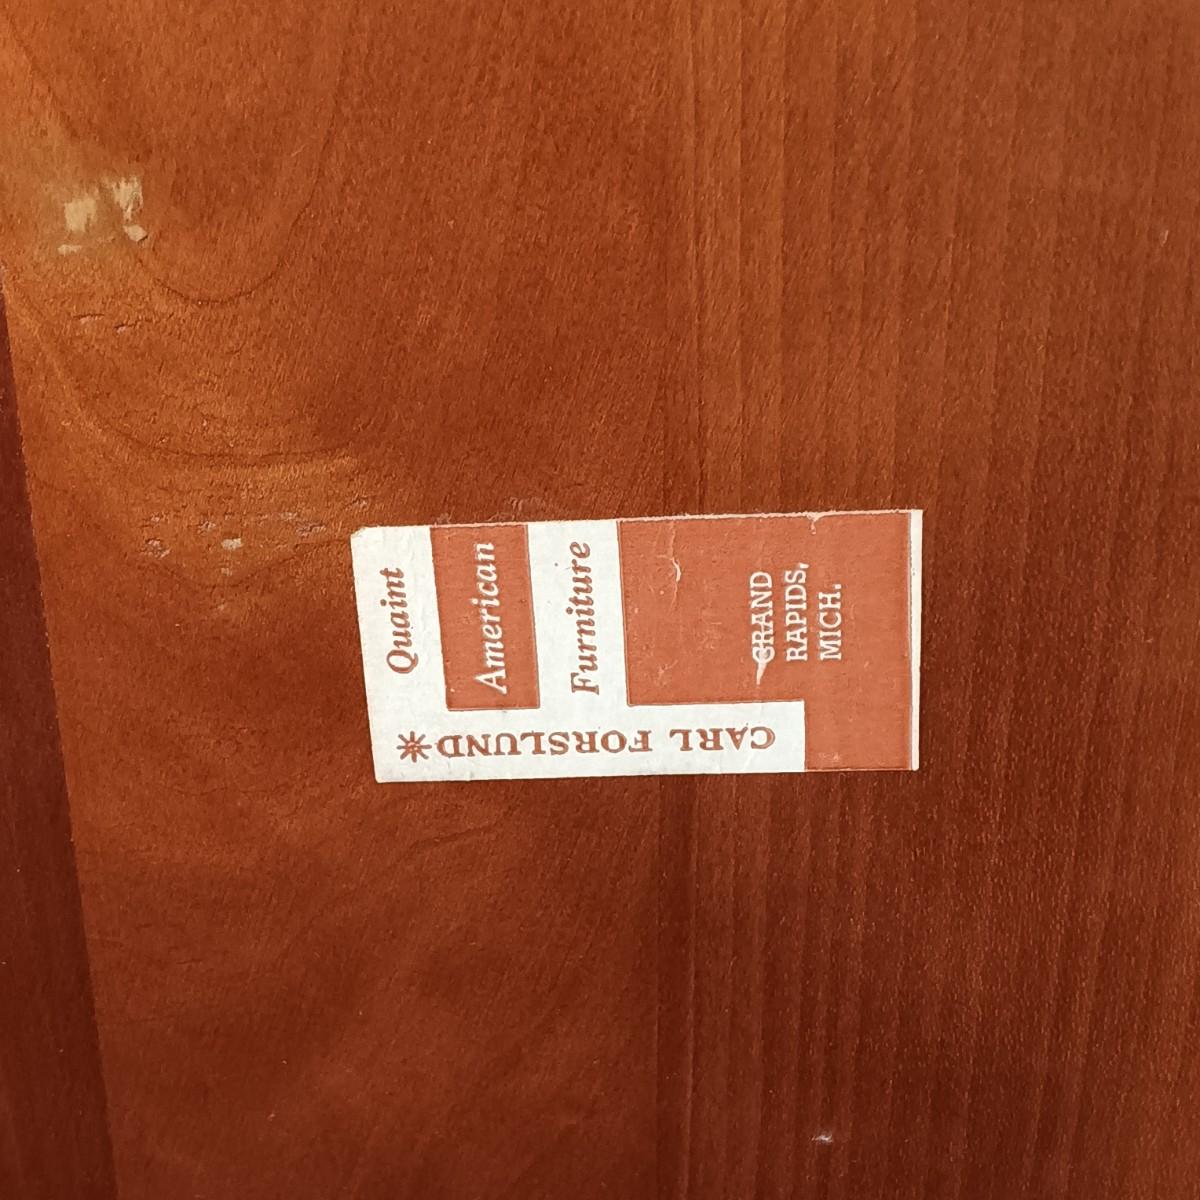 Quaint
American
Furniture
GRAND
RAPIDS,
MICH.
CARL FORSLUND